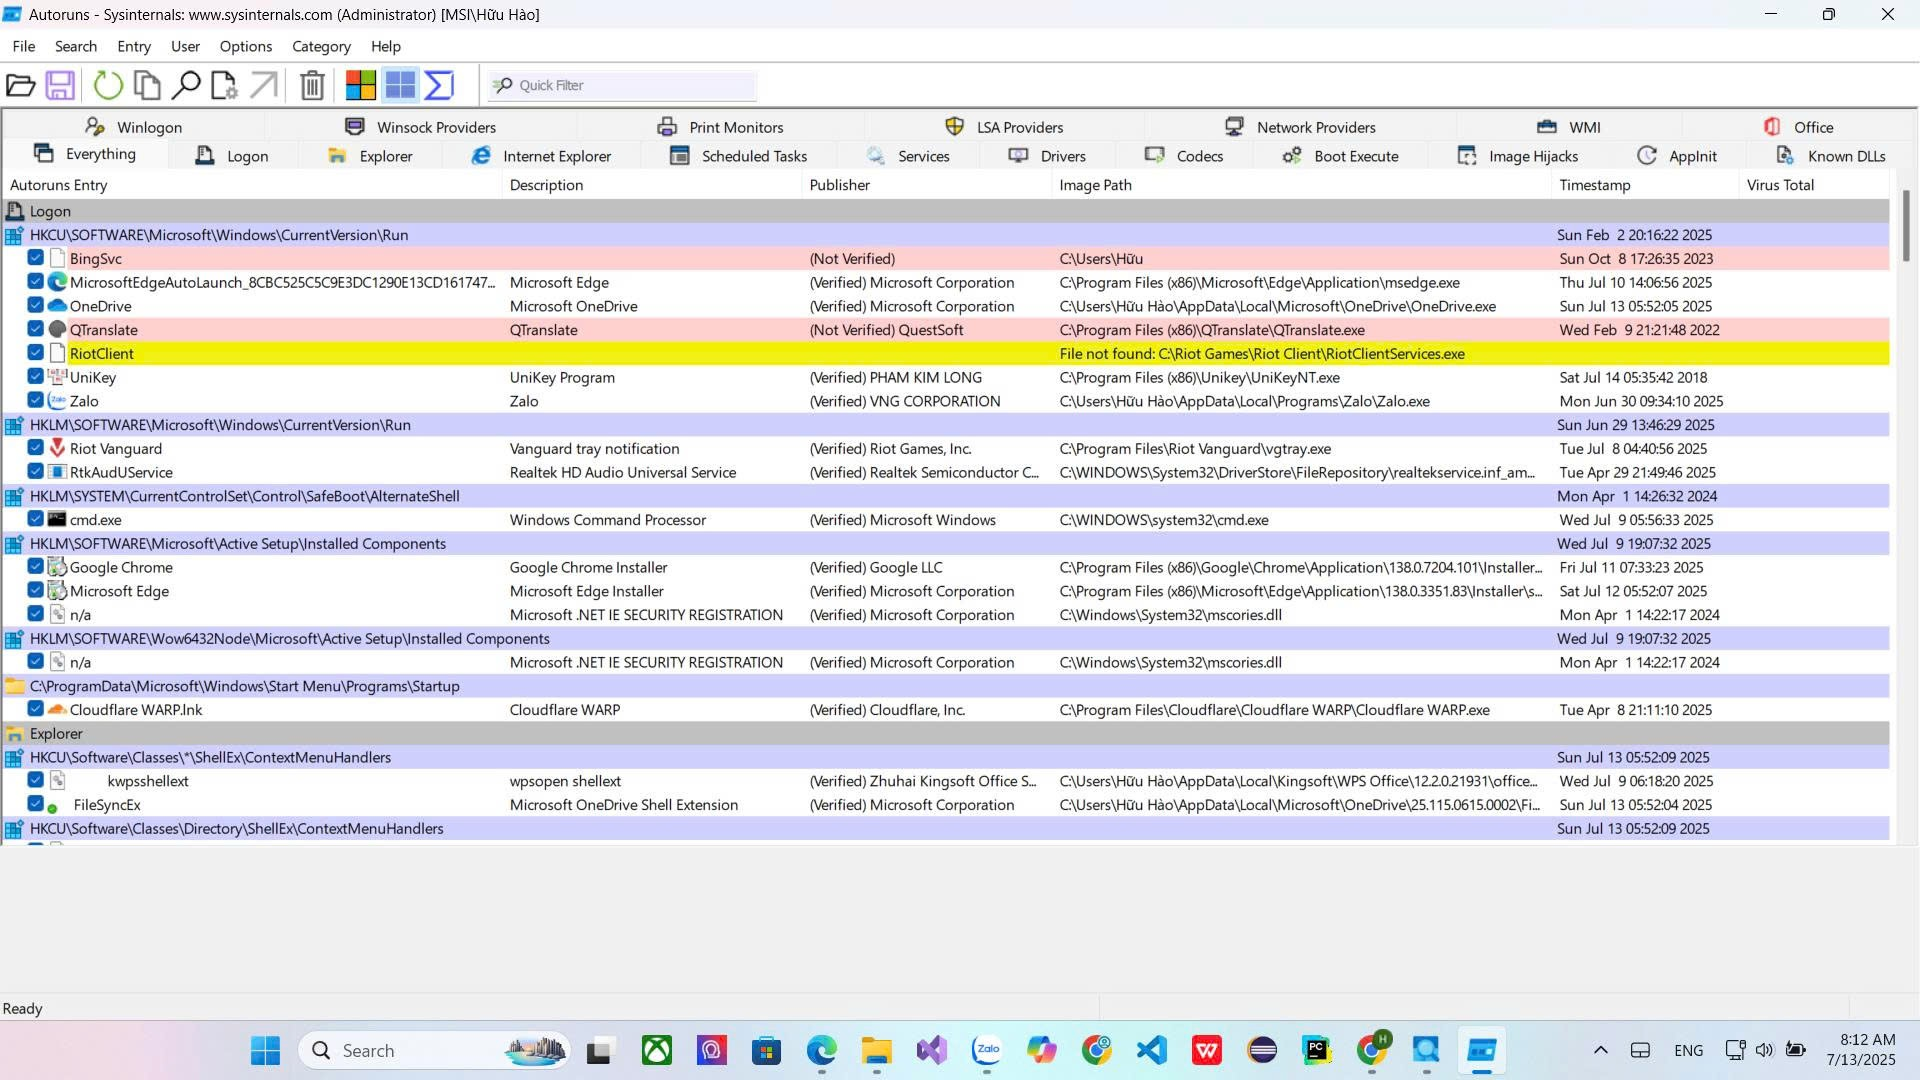 Autoruns - Sysinternals: www.sysinternals.com (Administrator) [MSI\Hữu Hào]
File Search Entry User Options Category Help
Quick Filter
Winlogon Winsock Providers Print Monitors LSA Providers Network Providers WMI Office
Everything Logon Explorer Internet Explorer Scheduled Tasks Services Drivers Codecs Boot Execute Image Hijacks AppInit Known DLLs
Autoruns Entry Description Publisher Image Path Timestamp Virus Total
Logon
HKCU\SOFTWARE\Microsoft\Windows\CurrentVersion\Run Sun Feb 2 20:16:22 2025
BingSvc (Not Verified) C:\Users\Hữu Sun Oct 8 17:26:35 2023
MicrosoftEdgeAutoLaunch_8CBC525C5C9E3DC1290E13CD161747... Microsoft Edge (Verified) Microsoft Corporation C:\Program Files (x86)\Microsoft\Edge\Application\msedge.exe Thu Jul 10 14:06:56 2025
OneDrive Microsoft OneDrive (Verified) Microsoft Corporation C:\Users\Hữu Hào\AppData\Local\Microsoft\OneDrive\OneDrive.exe Sun Jul 13 05:52:05 2025
QTranslate QTranslate (Not Verified) QuestSoft C:\Program Files (x86)\QTranslate\QTranslate.exe Wed Feb 9 21:21:48 2022
RiotClient File not found: C:\Riot Games\Riot Client\RiotClientServices.exe
UniKey UniKey Program (Verified) PHAM KIM LONG C:\Program Files (x86)\Unikey\UniKeyNT.exe Sat Jul 14 05:35:42 2018
Zalo Zalo (Verified) VNG CORPORATION C:\Users\Hữu Hào\AppData\Local\Programs\Zalo\Zalo.exe Mon Jun 30 09:34:10 2025
HKLM\SOFTWARE\Microsoft\Windows\CurrentVersion\Run Sun Jun 29 13:46:29 2025
Riot Vanguard Vanguard tray notification (Verified) Riot Games, Inc. C:\Program Files\Riot Vanguard\vgtray.exe Tue Jul 8 04:40:56 2025
RtkAudUService Realtek HD Audio Universal Service (Verified) Realtek Semiconductor C... C:\WINDOWS\System32\DriverStore\FileRepository\realtekservice.inf_am... Tue Apr 29 21:49:46 2025
HKLM\SYSTEM\CurrentControlSet\Control\SafeBoot\AlternateShell Mon Apr 1 14:26:32 2024
cmd.exe Windows Command Processor (Verified) Microsoft Windows C:\WINDOWS\system32\cmd.exe Wed Jul 9 05:56:33 2025
HKLM\SOFTWARE\Microsoft\Active Setup\Installed Components Wed Jul 9 19:07:32 2025
Google Chrome Google Chrome Installer (Verified) Google LLC C:\Program Files (x86)\Google\Chrome\Application\138.0.7204.101\Installer... Fri Jul 11 07:33:23 2025
Microsoft Edge Microsoft Edge Installer (Verified) Microsoft Corporation C:\Program Files (x86)\Microsoft\Edge\Application\138.0.3351.83\Installer\s... Sat Jul 12 05:52:07 2025
n/a Microsoft .NET IE SECURITY REGISTRATION (Verified) Microsoft Corporation C:\Windows\System32\mscories.dll Mon Apr 1 14:22:17 2024
HKLM\SOFTWARE\Wow6432Node\Microsoft\Active Setup\Installed Components Wed Jul 9 19:07:32 2025
n/a Microsoft .NET IE SECURITY REGISTRATION (Verified) Microsoft Corporation C:\Windows\System32\mscories.dll Mon Apr 1 14:22:17 2024
C:\ProgramData\Microsoft\Windows\Start Menu\Programs\Startup
Cloudflare WARP.lnk Cloudflare WARP (Verified) Cloudflare, Inc. C:\Program Files\Cloudflare\Cloudflare WARP\Cloudflare WARP.exe Tue Apr 8 21:11:10 2025
Explorer
HKCU\Software\Classes\*\ShellEx\ContextMenuHandlers Sun Jul 13 05:52:09 2025
kwpsshellext wpsopen shellext (Verified) Zhuhai Kingsoft Office S... C:\Users\Hữu Hào\AppData\Local\Kingsoft\WPS Office\12.2.0.21931\office... Wed Jul 9 06:18:20 2025
FileSyncEx Microsoft OneDrive Shell Extension (Verified) Microsoft Corporation C:\Users\Hữu Hào\AppData\Local\Microsoft\OneDrive\25.115.0615.0002\Fi... Sun Jul 13 05:52:04 2025
HKCU\Software\Classes\Directory\ShellEx\ContextMenuHandlers Sun Jul 13 05:52:09 2025
Ready
Search Zalo PC H ENG 8:12 AM
7/13/2025